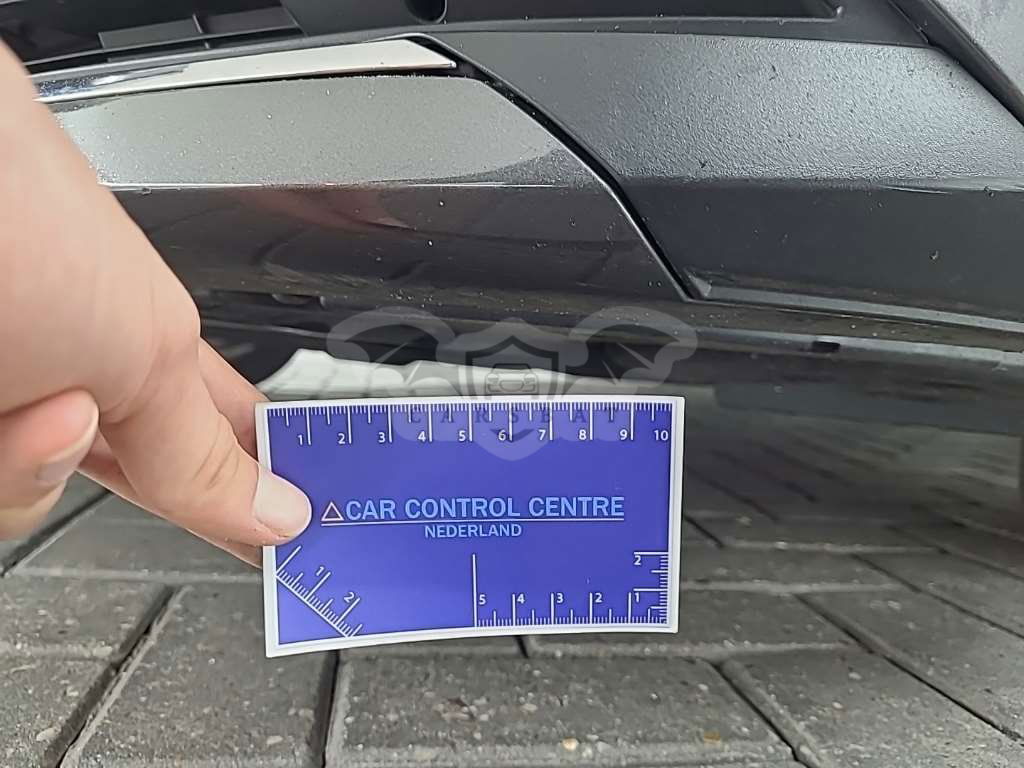 1 2 3 4 5 6 7 8 9 10
CARSEAT
CAR CONTROL CENTRE
NEDERLAND
1 2
5 4 3 2 1
2